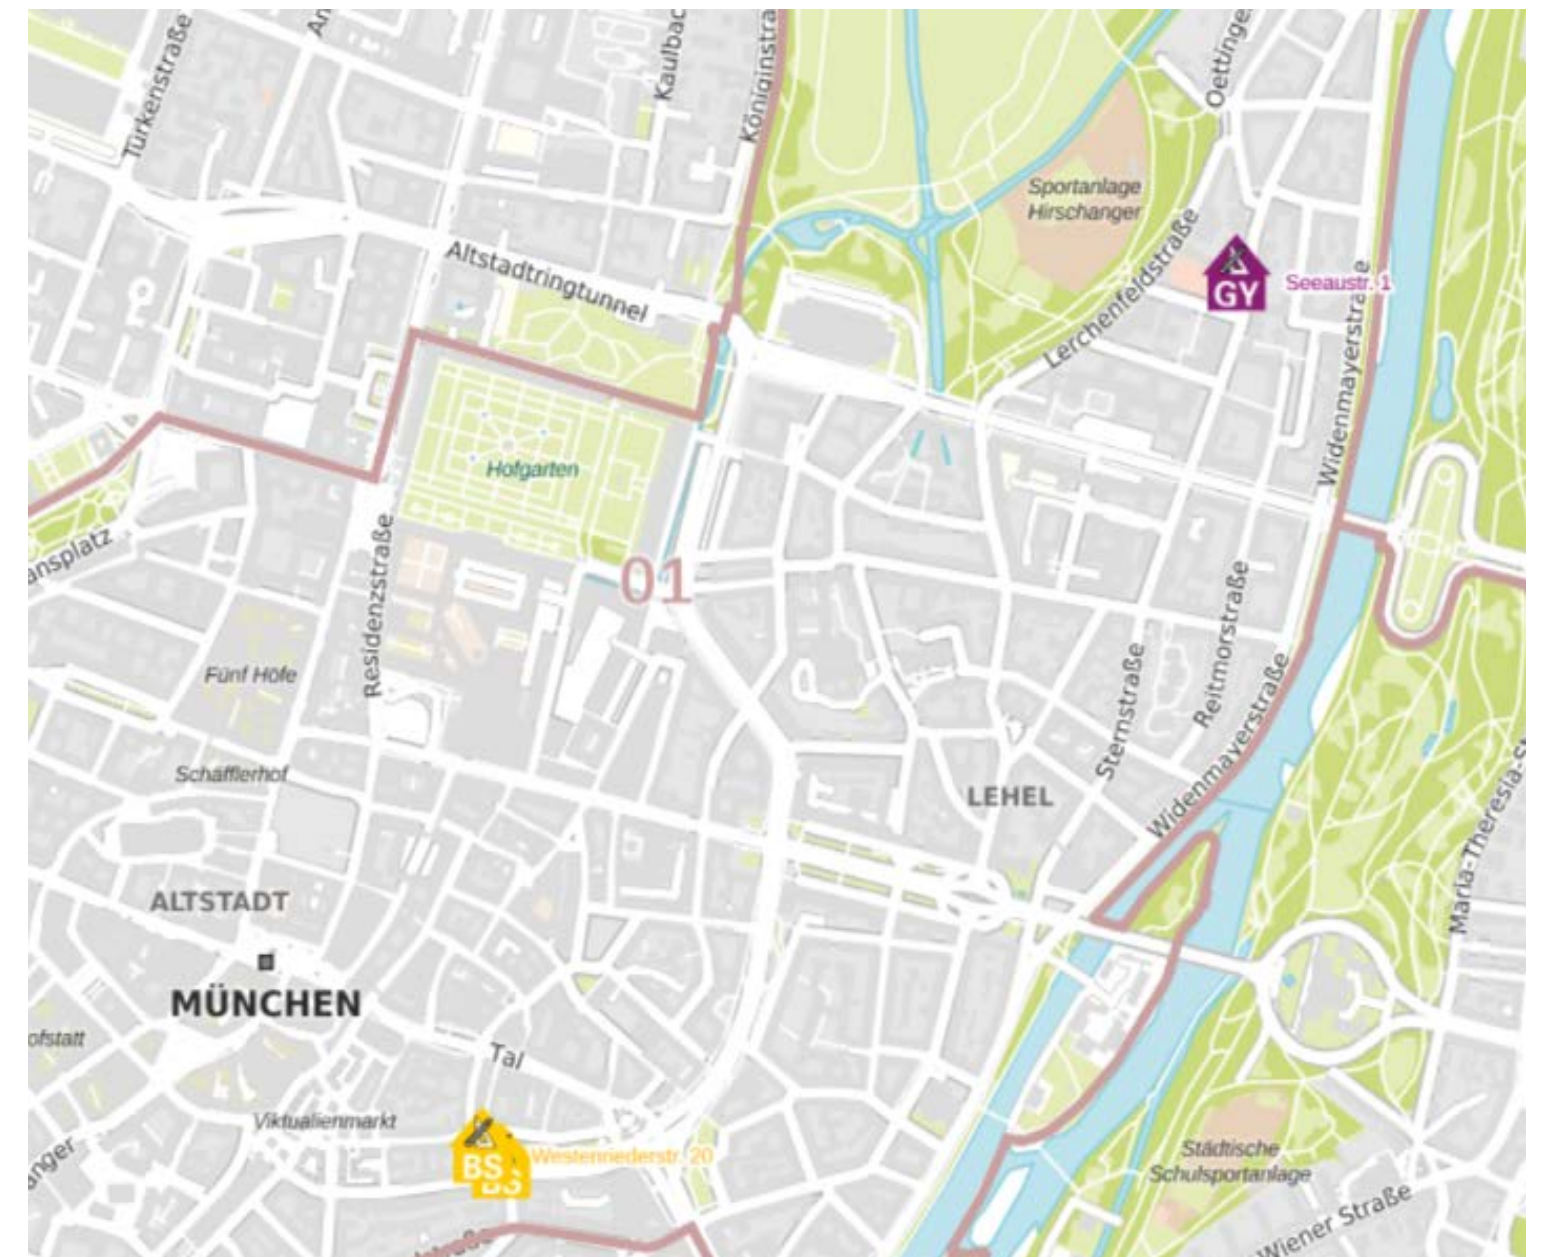 Türkenstraße
Kaulbac
Königinstra
Oettinge
Sportanlage
Hirschanger
Altstadtringtunnel
Lerchenfeldstraße
GY
Seeaustr. 1
Widenmayerstraße
Hofgarten
ansplatz
Residenzstraße
01
Reitmorstraße
Fünf Höfe
Sternstraße
Widenmayerstraße
Schäfflerhof
LEHEL
Maria-Theresia-St
ALTSTADT
MÜNCHEN
ofstatt
Tal
Viktualienmarkt
anger
BS
BS
Westenriederstr. 20
Städtische
Schulsportanlage
Wiener Straße